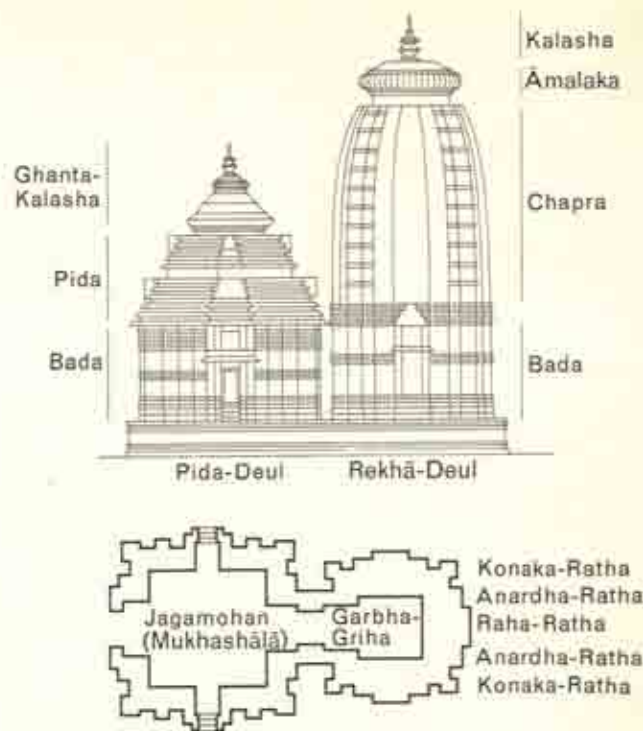 Kalasha
Āmalaka
Ghanta-
Kalasha
Chapra
Pida
Bada
Bada
Pida-Deul
Rekhā-Deul
Konaka-Ratha
Anardha-Ratha
Jagamohan
(Mukhashālā)
Garbha-
Griha
Raha-Ratha
Anardha-Ratha
Konaka-Ratha